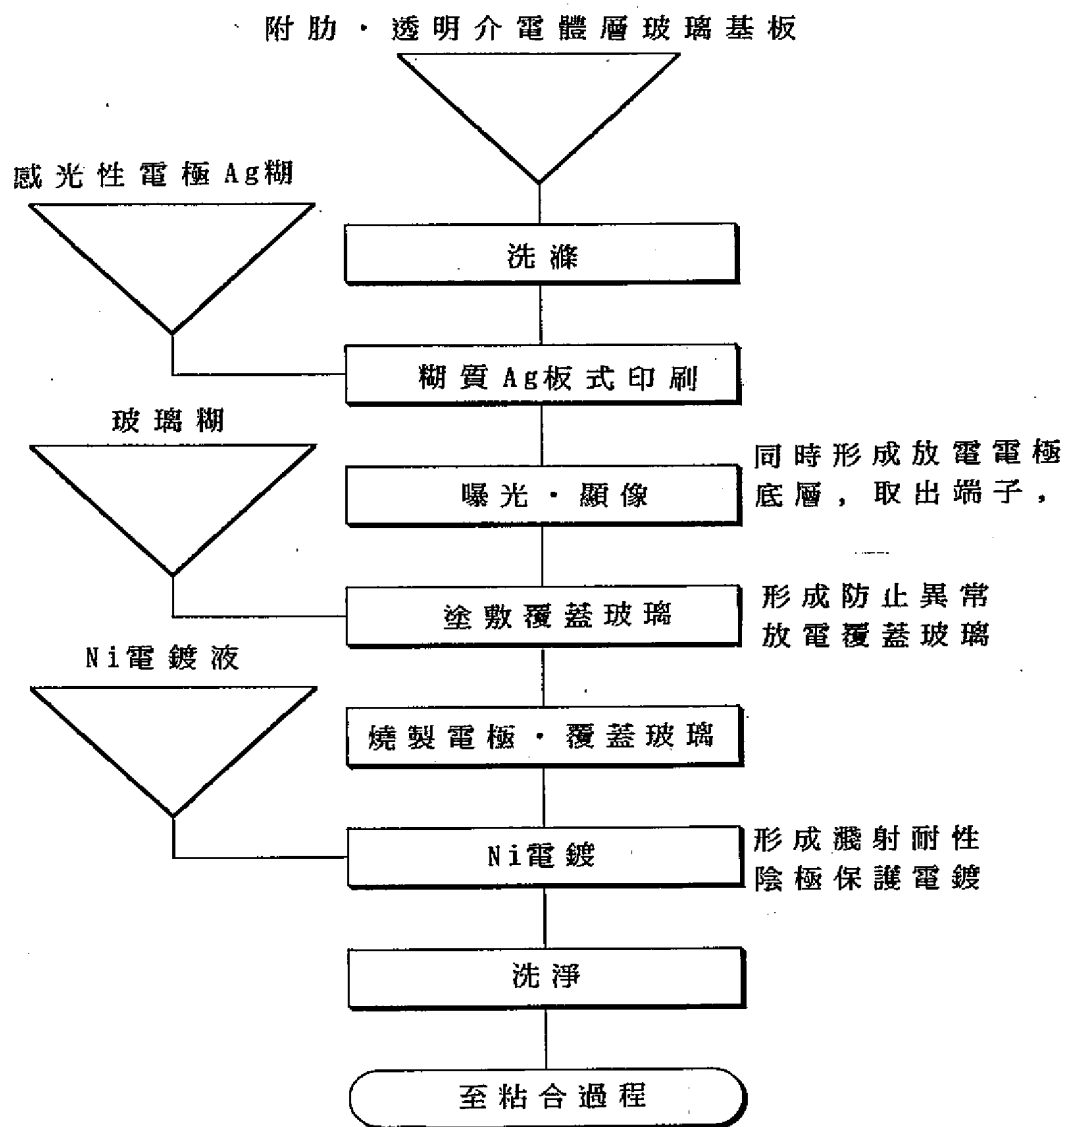 附肋・透明介電體層玻璃基板
感光性電極Ag糊
洗滌
糊質Ag板式印刷
玻璃糊
曝光・顯像
同時形成放電電極
底層，取出端子，
塗敷覆蓋玻璃
形成防止異常
放電覆蓋玻璃
Ni電鍍液
燒製電極・覆蓋玻璃
Ni電鍍
形成濺射耐性
陰極保護電鍍
洗淨
至粘合過程